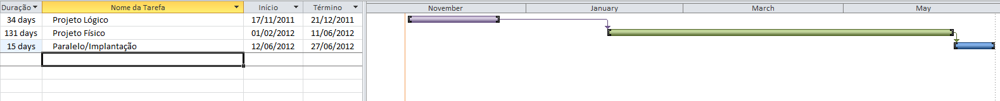 Duração Nome da Tarefa Início Término November January March May
34 days Projeto Lógico 17/11/2011 21/12/2011
131 days Projeto Físico 01/02/2012 11/06/2012
15 days Paralelo/Implantação 12/06/2012 27/06/2012